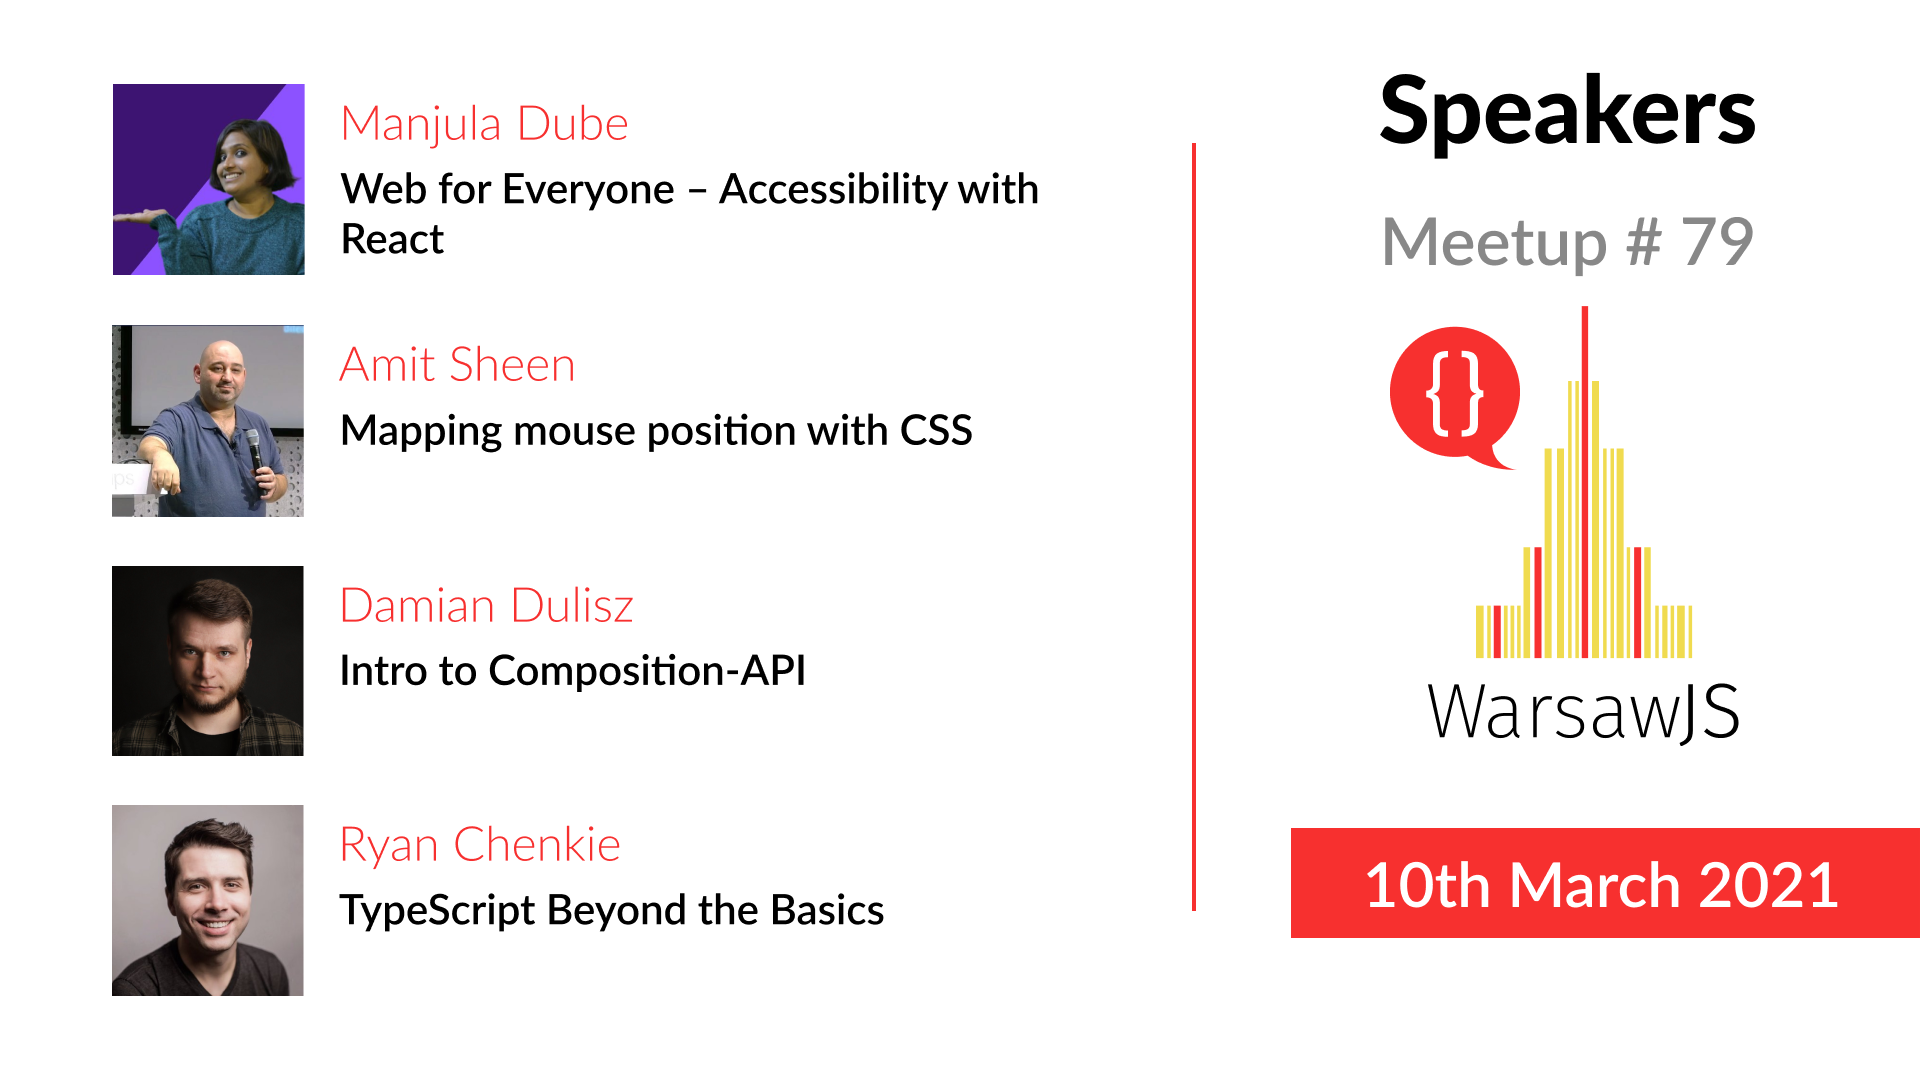 Manjula Dube
Web for Everyone – Accessibility with
React
Amit Sheen
Mapping mouse position with CSS
ps
Damian Dulisz
Intro to Composition-API
Ryan Chenkie
TypeScript Beyond the Basics
Speakers
Meetup # 79
{}
WarsawJS
10th March 2021